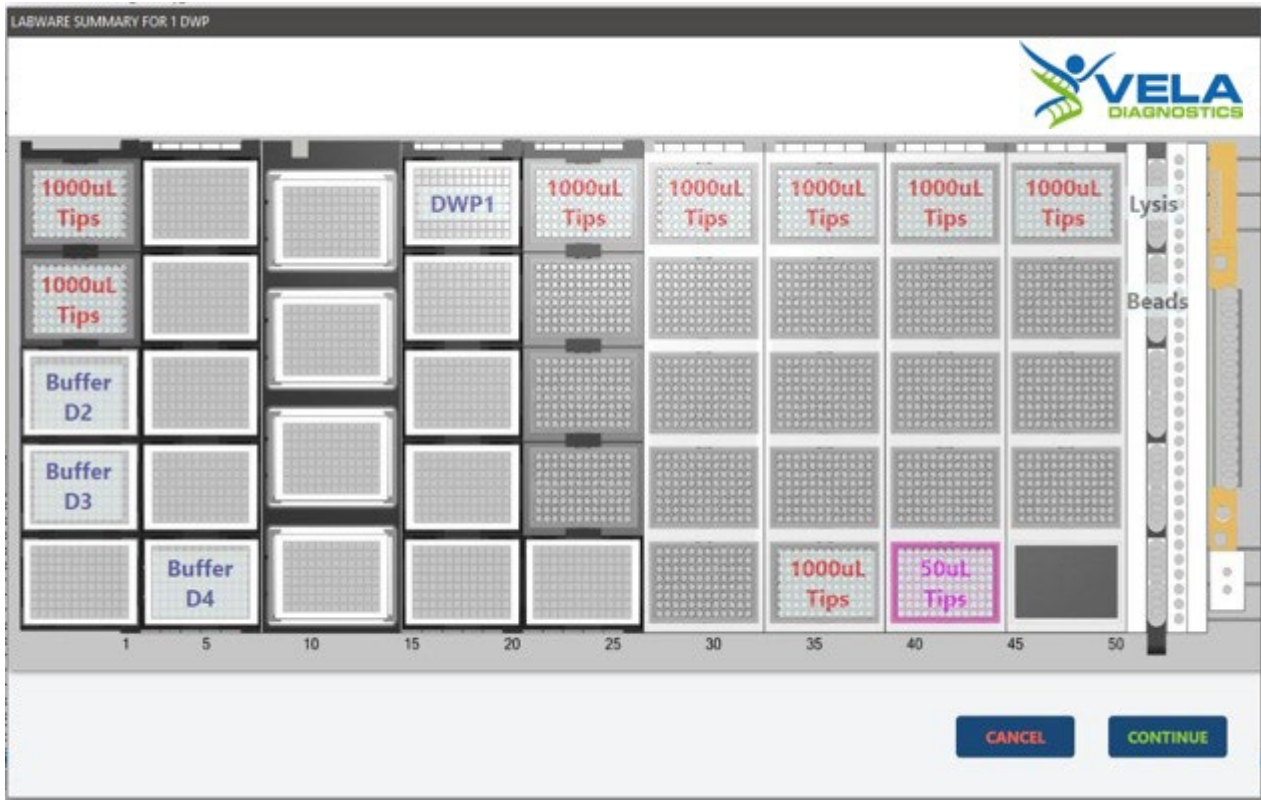 LABWARE SUMMARY FOR 1 DWP
VELA
DIAGNOSTICS
1000uL
Tips
DWP1
1000uL
Tips
1000uL
Tips
1000uL
Tips
1000uL
Tips
1000uL
Tips
Lysis
1000uL
Tips
Beads
Buffer
D2
Buffer
D3
Buffer
D4
1000uL
Tips
50uL
Tips
1 5 10 15 20 25 30 35 40 45 50
CANCEL
CONTINUE